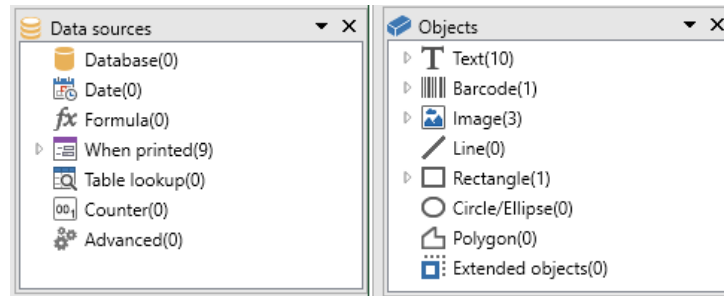 Data sources
Database(0)
Date(0)
Formula(0)
When printed(9)
Table lookup(0)
Counter(0)
Advanced(0)
Objects
Text(10)
Barcode(1)
Image(3)
Line(0)
Rectangle(1)
Circle/Ellipse(0)
Polygon(0)
Extended objects(0)